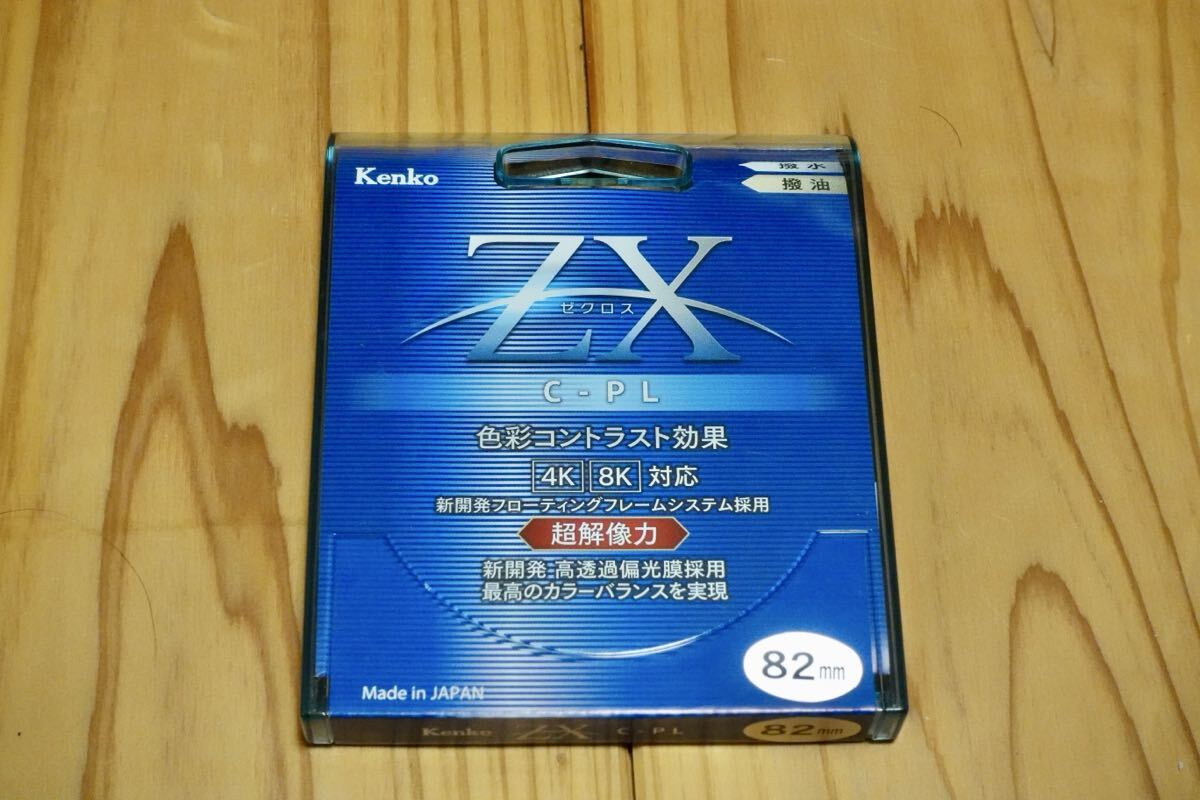 Kenko
撥水
撥油
ZX
ゼクロス
C-PL
色彩コントラスト効果
4K 8K 対応
新開発フローティングフレームシステム採用
超解像力
新開発 高透過偏光膜採用
最高のカラーバランスを実現
82mm
Made in JAPAN
Kenko ZX C-PL 82mm